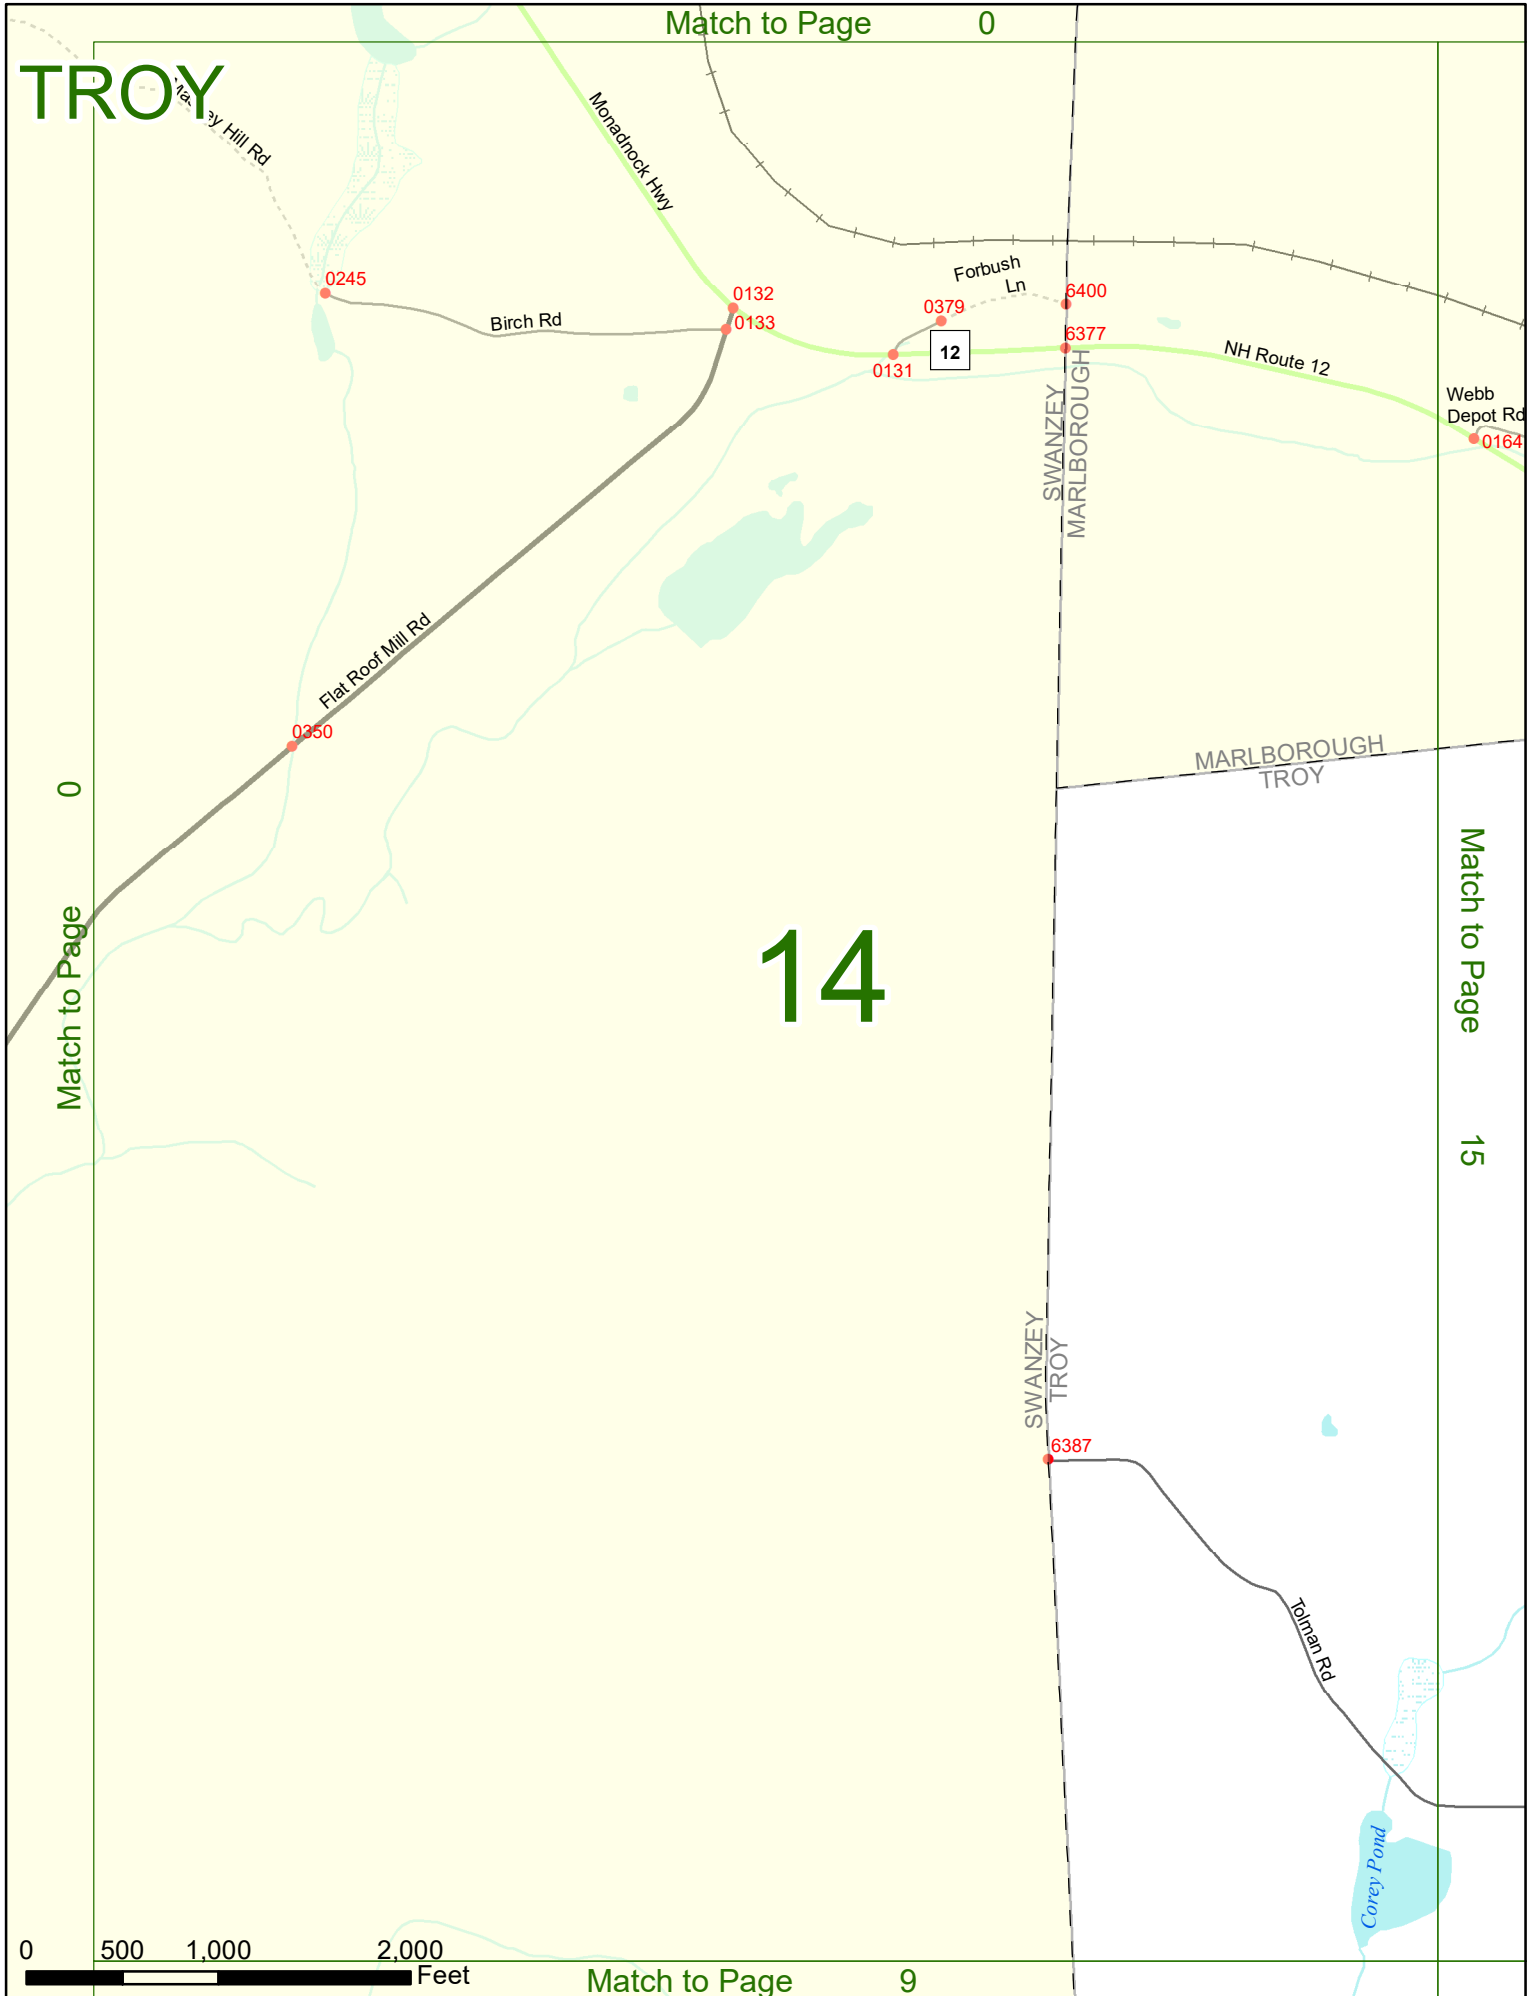 Match to Page 0
TROY
Hill Rd
Monadnock Hwy
0245
Birch Rd
0132
0133
Forbush
Ln
0379
6400
12
6377
0131
NH Route 12
SWANZEY
MARLBOROUGH
Webb
Depot Rd
0164
Flat Roof Mill Rd
0350
MARLBOROUGH
TROY
Match to Page 0
14
Match to Page 15
SWANZEY
TROY
6387
Tolman Rd
Corey Pond
0 500 1,000 2,000
Feet
Match to Page 9